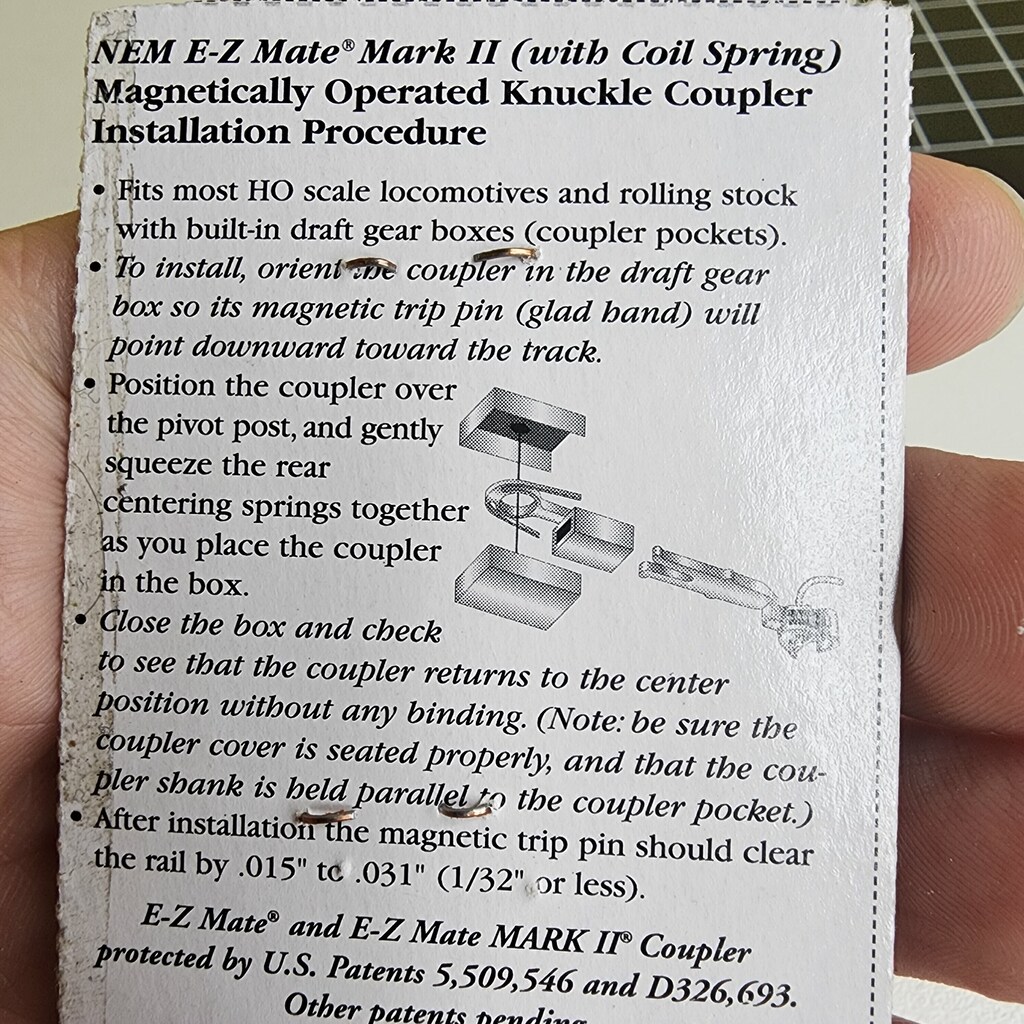 NEM E-Z Mate® Mark II (with Coil Spring)
Magnetically Operated Knuckle Coupler
Installation Procedure
• Fits most HO scale locomotives and rolling stock
with built-in draft gear boxes (coupler pockets).
• To install, orient the coupler in the draft gear
box so its magnetic trip pin (glad hand) will
point downward toward the track.
• Position the coupler over
the pivot post, and gently
squeeze the rear
centering springs together
as you place the coupler
in the box.
• Close the box and check
to see that the coupler returns to the center
position without any binding. (Note: be sure the
coupler cover is seated properly, and that the cou-
pler shank is held parallel to the coupler pocket.)
• After installation the magnetic trip pin should clear
the rail by .015" to .031" (1/32" or less).
E-Z Mate® and E-Z Mate MARK II® Coupler
protected by U.S. Patents 5,509,546 and D326,693.
Other patents pending